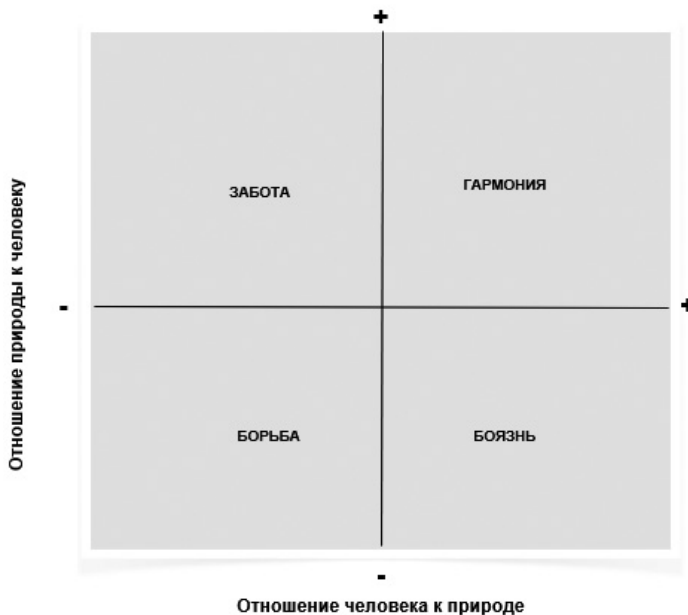 +
ЗАБОТА
ГАРМОНИЯ
Отношение природы к человеку
-
+
БОРЬБА
БОЯЗНЬ
-
Отношение человека к природе